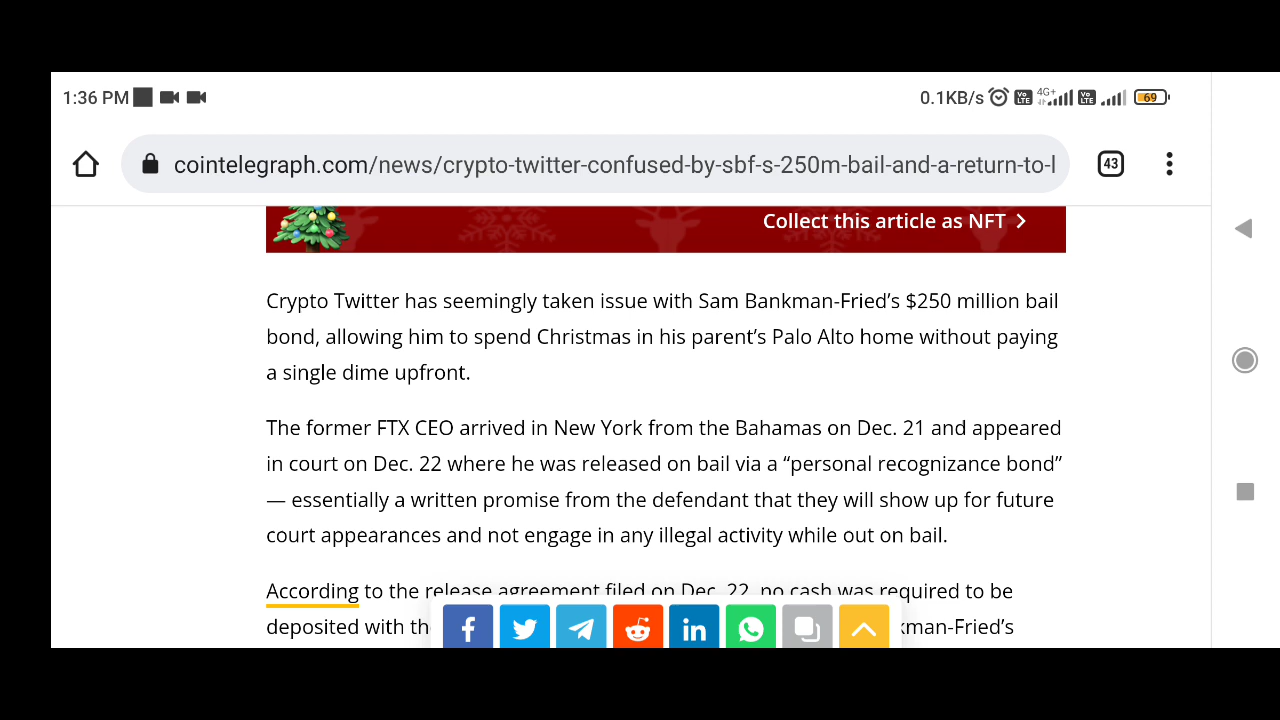 1:36 PM
0.1KB/s Vo LTE 4G+ Vo LTE 69
cointelegraph.com/news/crypto-twitter-confused-by-sbf-s-250m-bail-and-a-return-to-l
43
Collect this article as NFT
Crypto Twitter has seemingly taken issue with Sam Bankman-Fried’s $250 million bail
bond, allowing him to spend Christmas in his parent’s Palo Alto home without paying
a single dime upfront.
The former FTX CEO arrived in New York from the Bahamas on Dec. 21 and appeared
in court on Dec. 22 where he was released on bail via a “personal recognizance bond”
— essentially a written promise from the defendant that they will show up for future
court appearances and not engage in any illegal activity while out on bail.
According to the release agreement filed on Dec. 22, no cash was required to be
deposited with th kman-Fried’s